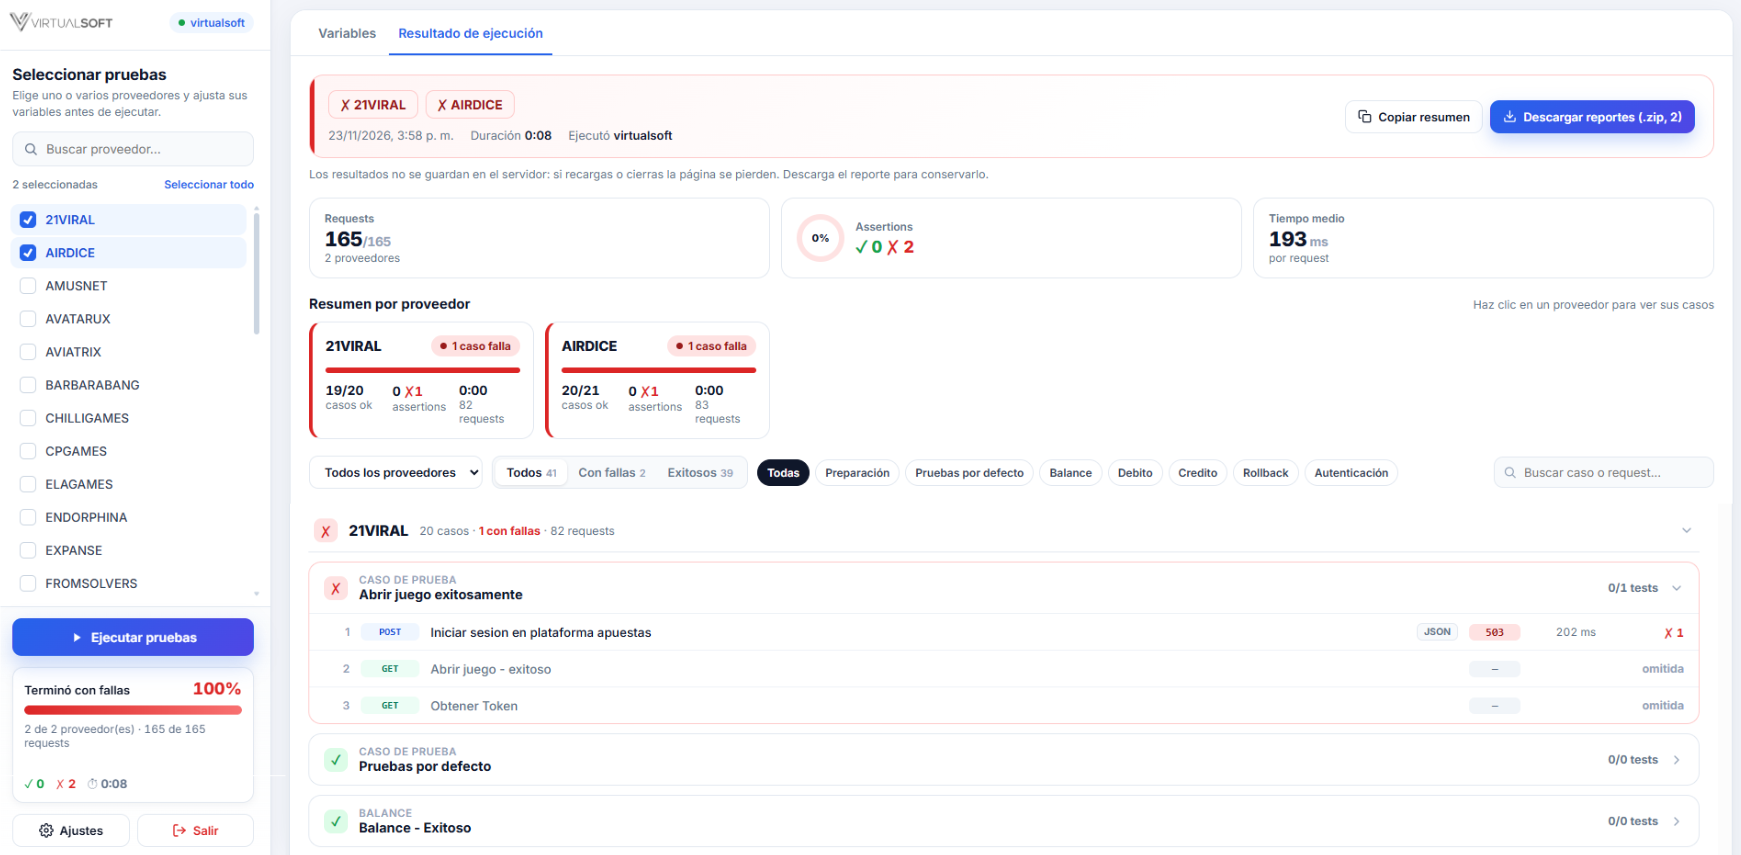 VIRTUALSOFT
virtualsoft
Seleccionar pruebas
Elige uno o varios proveedores y ajusta sus
variables antes de ejecutar.
Buscar proveedor...
2 seleccionadas Seleccionar todo
21VIRAL
AIRDICE
AMUSNET
AVATARUX
AVIATRIX
BARBARABANG
CHILLIGAMES
CPGAMES
ELAGAMES
ENDORPHINA
EXPANSE
FROMSOLVERS
Ejecutar pruebas
Terminó con fallas 100%
2 de 2 proveedor(es) · 165 de 165
requests
✓ 0 ✗ 2 0:08
Ajustes
Salir
Variables
Resultado de ejecución
✗ 21VIRAL ✗ AIRDICE
23/11/2026, 3:58 p. m. Duración 0:08 Ejecutó virtualsoft
Copiar resumen
Descargar reportes (.zip, 2)
Los resultados no se guardan en el servidor: si recargas o cierras la página se pierden. Descarga el reporte para conservarlo.
Requests
165/165
2 proveedores
0%
Assertions
✓ 0 ✗ 2
Tiempo medio
193 ms
por request
Resumen por proveedor
Haz clic en un proveedor para ver sus casos
21VIRAL 1 caso falla
19/20 0 ✗1 0:00
casos ok assertions 82
requests
AIRDICE 1 caso falla
20/21 0 ✗1 0:00
casos ok assertions 83
requests
Todos los proveedores
Todos 41 Con fallas 2 Exitosos 39
Todas Preparación Pruebas por defecto Balance Debito Credito Rollback Autenticación
Buscar caso o request...
✗ 21VIRAL 20 casos · 1 con fallas · 82 requests
✗ CASO DE PRUEBA
Abrir juego exitosamente
0/1 tests
1 POST Iniciar sesion en plataforma apuestas JSON 503 202 ms ✗ 1
2 GET Abrir juego - exitoso – omitida
3 GET Obtener Token – omitida
✓ CASO DE PRUEBA
Pruebas por defecto
0/0 tests
✓ BALANCE
Balance - Exitoso
0/0 tests